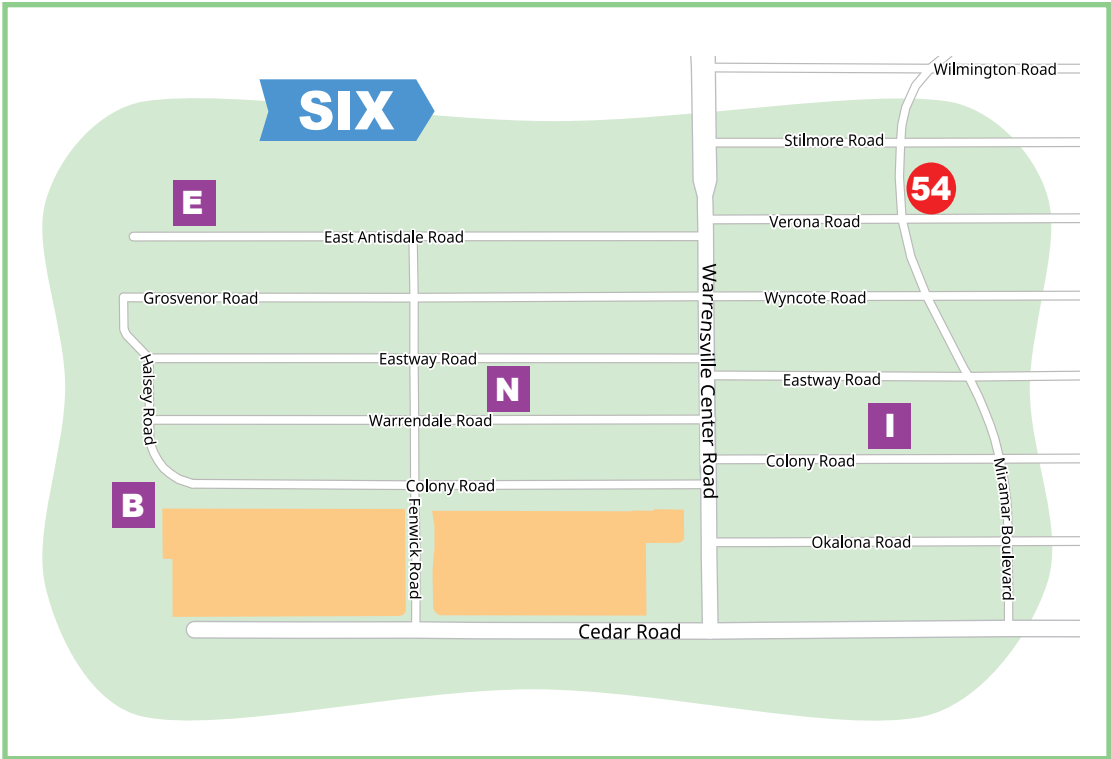 Wilmington Road
SIX
Stilmore Road
54
E
Verona Road
East Antisdale Road
Grosvenor Road
Wyncote Road
Warrensville Center Road
Eastway Road
Halsey Road
Eastway Road
N
I
Warrendale Road
Colony Road
Miramar Boulevard
Colony Road
B
Fenwick Road
Okalona Road
Cedar Road